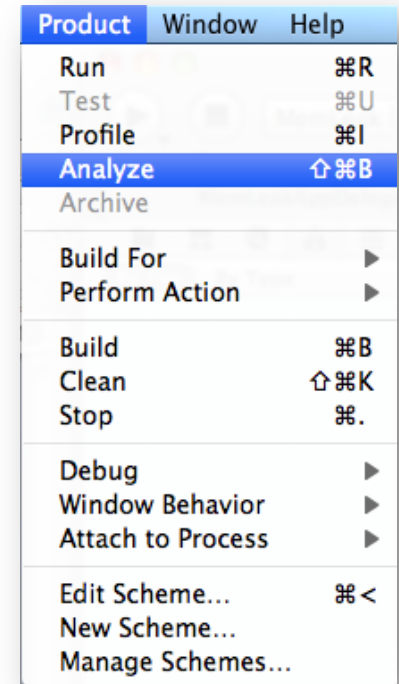 Product Window Help
Run ⌘R
Test ⌘U
Profile ⌘I
Analyze ⇧⌘B
Archive
Build For ▶
Perform Action ▶
Build ⌘B
Clean ⇧⌘K
Stop ⌘.
Debug ▶
Window Behavior ▶
Attach to Process ▶
Edit Scheme... ⌘<
New Scheme...
Manage Schemes...